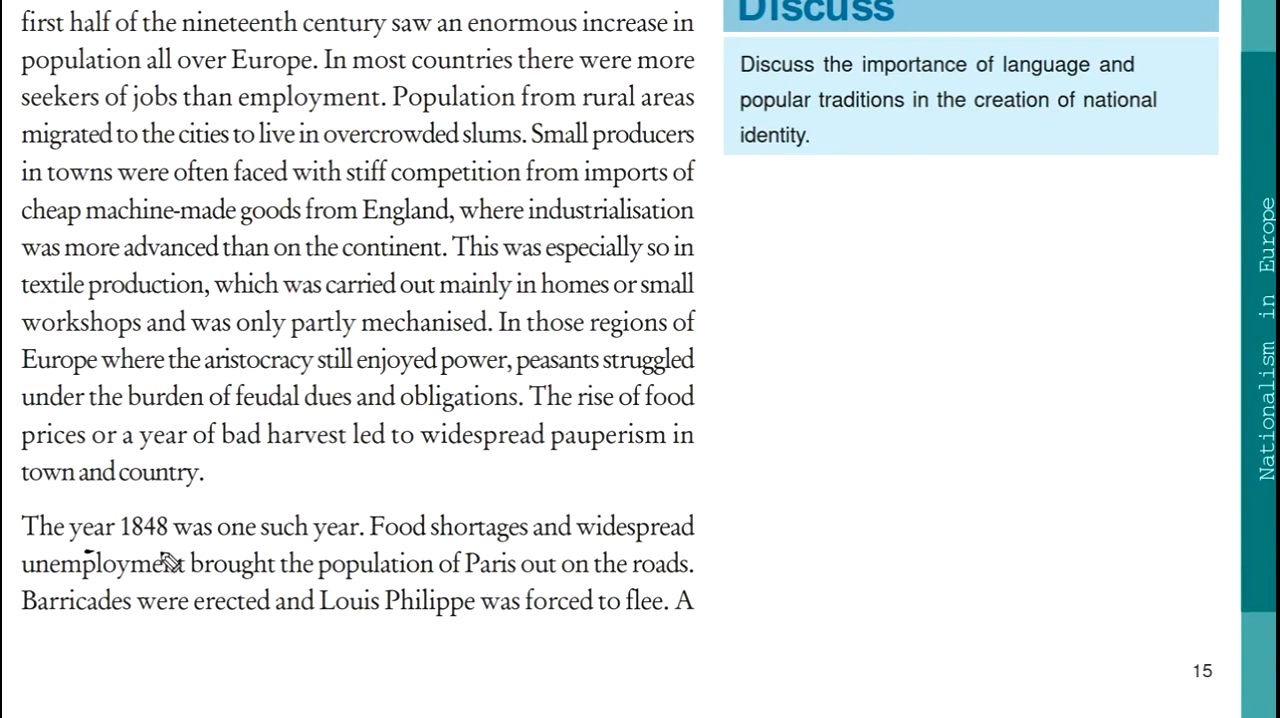 first half of the nineteenth century saw an enormous increase in
population all over Europe. In most countries there were more
seekers of jobs than employment. Population from rural areas
migrated to the cities to live in overcrowded slums. Small producers
in towns were often faced with stiff competition from imports of
cheap machine-made goods from England, where industrialisation
was more advanced than on the continent. This was especially so in
textile production, which was carried out mainly in homes or small
workshops and was only partly mechanised. In those regions of
Europe where the aristocracy still enjoyed power, peasants struggled
under the burden of feudal dues and obligations. The rise of food
prices or a year of bad harvest led to widespread pauperism in
town and country.
The year 1848 was one such year. Food shortages and widespread
unemployment brought the population of Paris out on the roads.
Barricades were erected and Louis Philippe was forced to flee. A
Discuss
Discuss the importance of language and
popular traditions in the creation of national
identity.
Nationalism in Europe
15